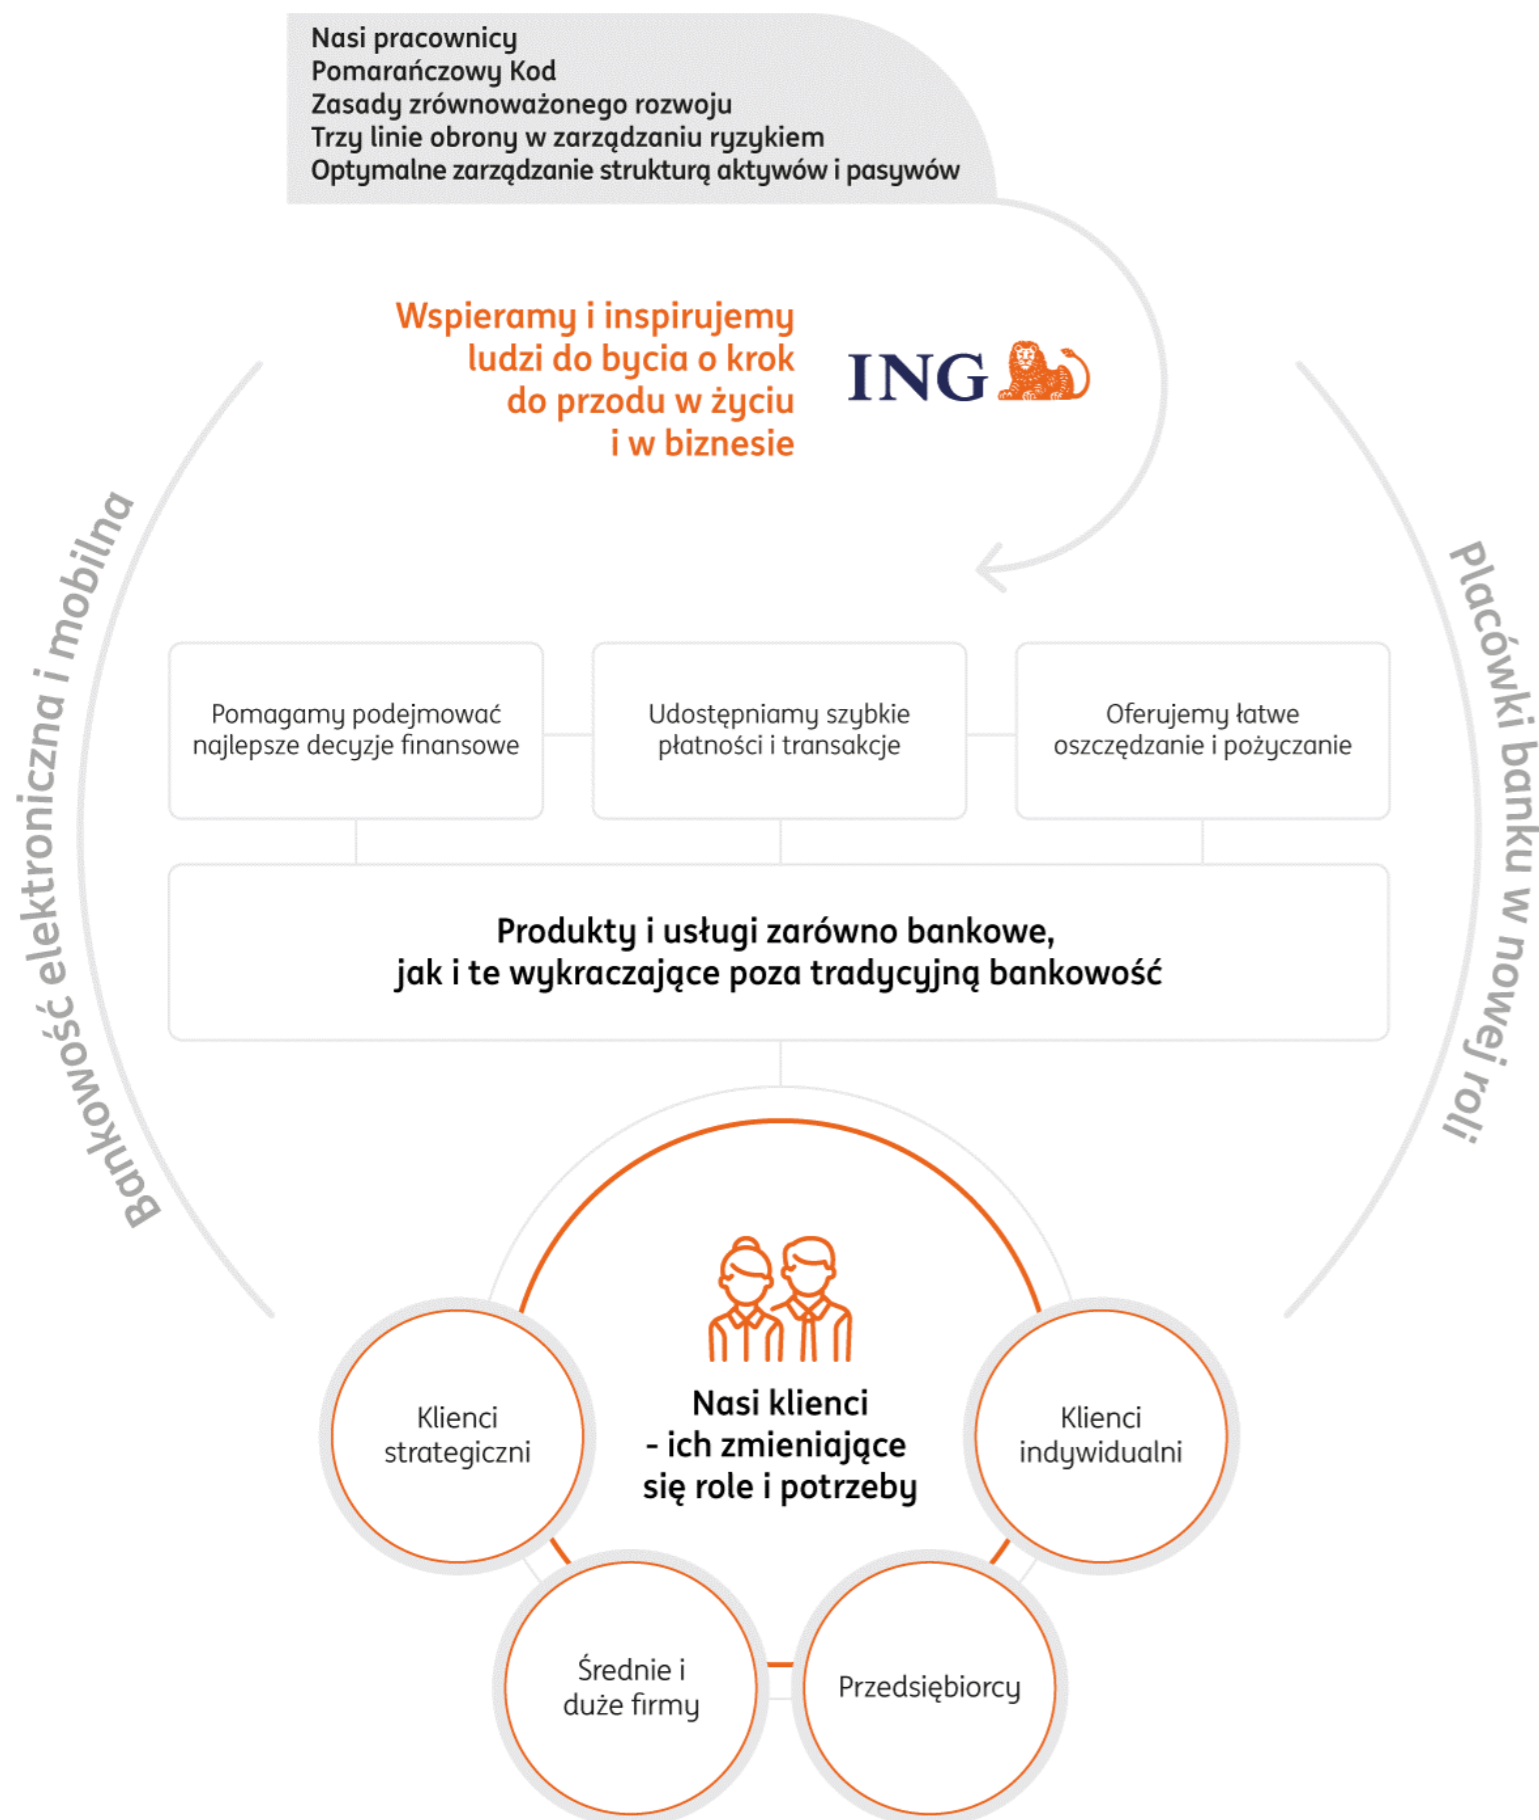 Nasi pracownicy
Pomarańczowy Kod
Zasady zrównoważonego rozwoju
Trzy linie obrony w zarządzaniu ryzykiem
Optymalne zarządzanie strukturą aktywów i pasywów
Wspieramy i inspirujemy
ludzi do bycia o krok
do przodu w życiu
i w biznesie
ING
Bankowość elektroniczna i mobilna
Placówki banku w nowej roli
Pomagamy podejmować
najlepsze decyzje finansowe
Udostępniamy szybkie
płatności i transakcje
Oferujemy łatwe
oszczędzanie i pożyczanie
Produkty i usługi zarówno bankowe,
jak i te wykraczające poza tradycyjną bankowość
Nasi klienci
- ich zmieniające
się role i potrzeby
Klienci
strategiczni
Klienci
indywidualni
Średnie i
duże firmy
Przedsiębiorcy